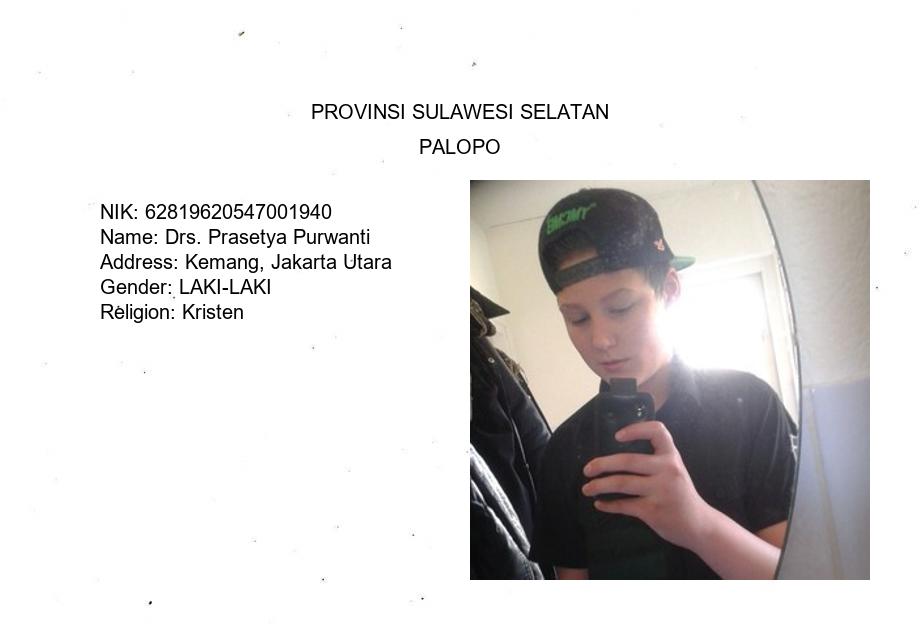 PROVINSI SULAWESI SELATAN
PALOPO
NIK: 62819620547001940
Name: Drs. Prasetya Purwanti
Address: Kemang, Jakarta Utara
Gender: LAKI-LAKI
Religion: Kristen